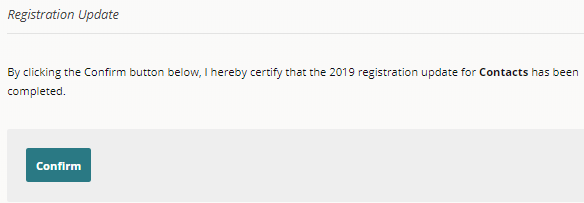 Registration Update
By clicking the Confirm button below, I hereby certify that the 2019 registration update for Contacts has been
completed.
Confirm